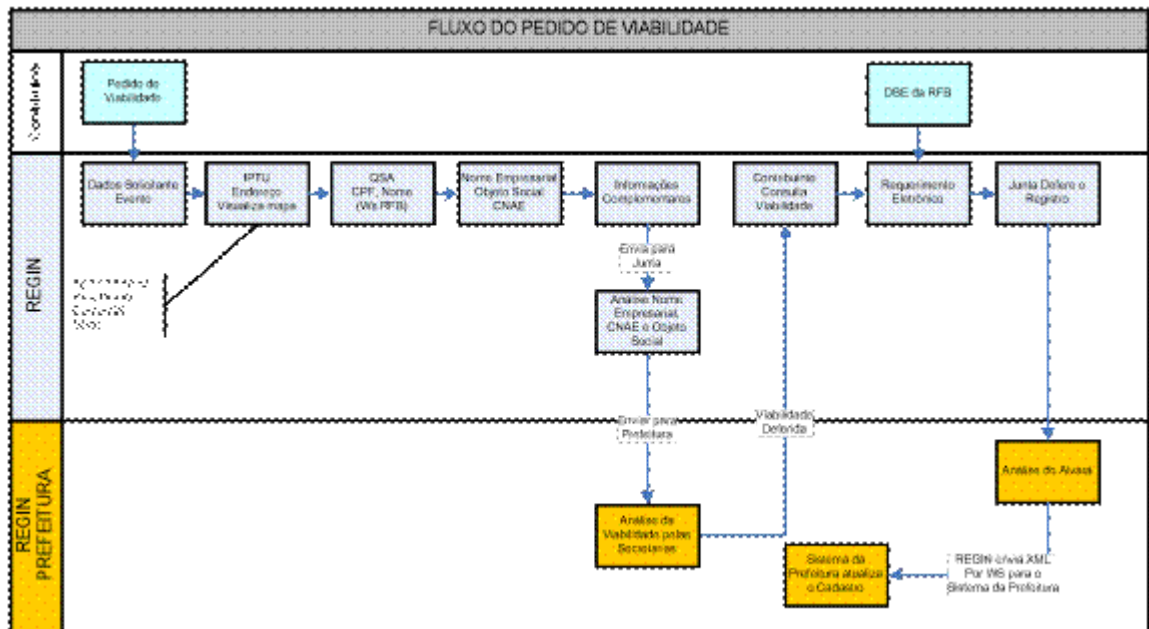 FLUXO DO PEDIDO DE VIABILIDADE
Pedido de
Viabilidade
DBE da RFB
REGIN
Dados Solicitante
Evento
IPTU
Endereço
Visualiza mapa
QSA
CPF, Nome
(Ws RFB)
Nome Empresarial
Objeto Social
CNAE
Informações
Complementares
Contribuinte
Consulta
Viabilidade
Requerimento
Eletrônico
Junta Defere o
Registro
Envia para
Junta
Análise Nome
Empresarial,
CNAE e Objeto
Social
REGIN
PREFEITURA
Enviar para
Prefeitura
Viabilidade
Deferida
Análise da
Viabilidade pelas
Secretarias
Análise do Alvará
Sistema da
Prefeitura atualiza
o Cadastro
REGIN envia XML
Por WS para o
Sistema da Prefeitura